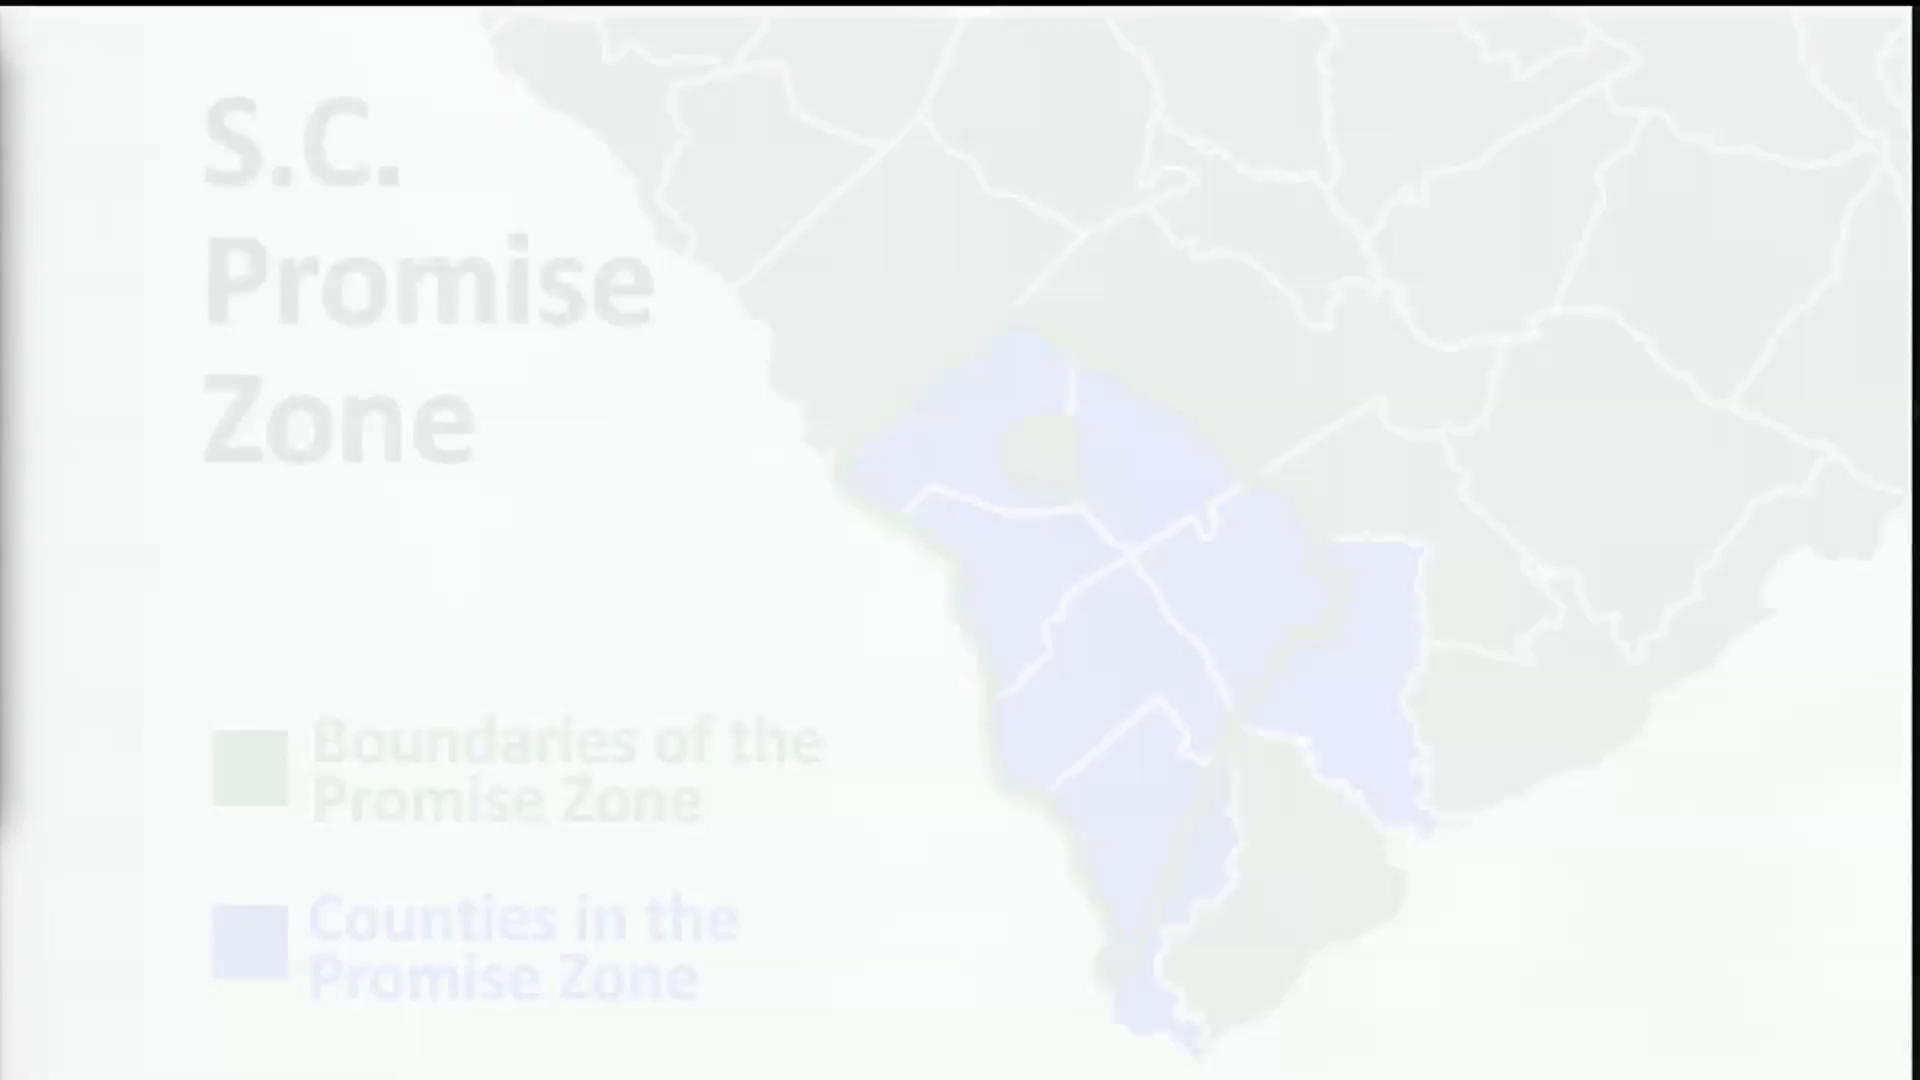 S.C.
Promise
Zone
Boundaries of the
Promise Zone
Counties in the
Promise Zone